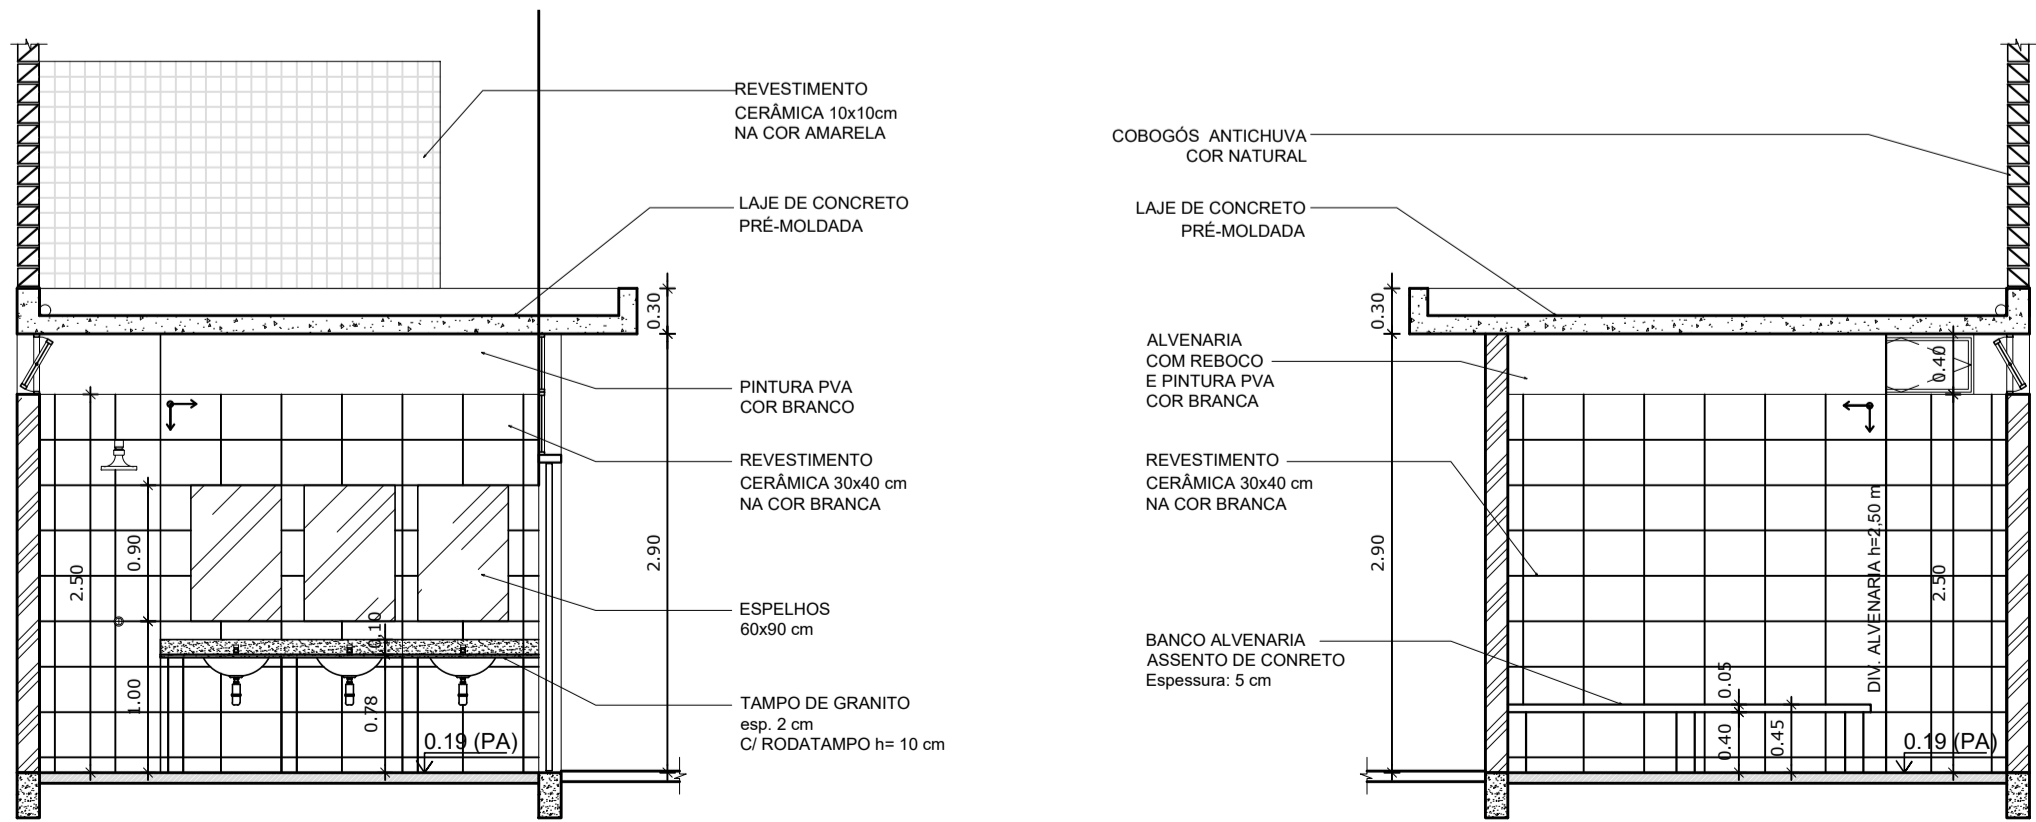 REVESTIMENTO
CERÂMICA 10x10cm
NA COR AMARELA
LAJE DE CONCRETO
PRÉ-MOLDADA
0.30
PINTURA PVA
COR BRANCO
REVESTIMENTO
CERÂMICA 30x40 cm
NA COR BRANCA
2.50
0.90
2.90
ESPELHOS
60x90 cm
0,10
1.00
0.78
TAMPO DE GRANITO
esp. 2 cm
C/ RODATAMPO h= 10 cm
0.19 (PA)
COBOGÓS ANTICHUVA
COR NATURAL
LAJE DE CONCRETO
PRÉ-MOLDADA
0.30
ALVENARIA
COM REBOCO
E PINTURA PVA
COR BRANCA
0.40
REVESTIMENTO
CERÂMICA 30x40 cm
NA COR BRANCA
2.90
DIV. ALVENARIA h=2,50 m
2.50
BANCO ALVENARIA
ASSENTO DE CONRETO
Espessura: 5 cm
0.05
0.40
0.45
0.19 (PA)